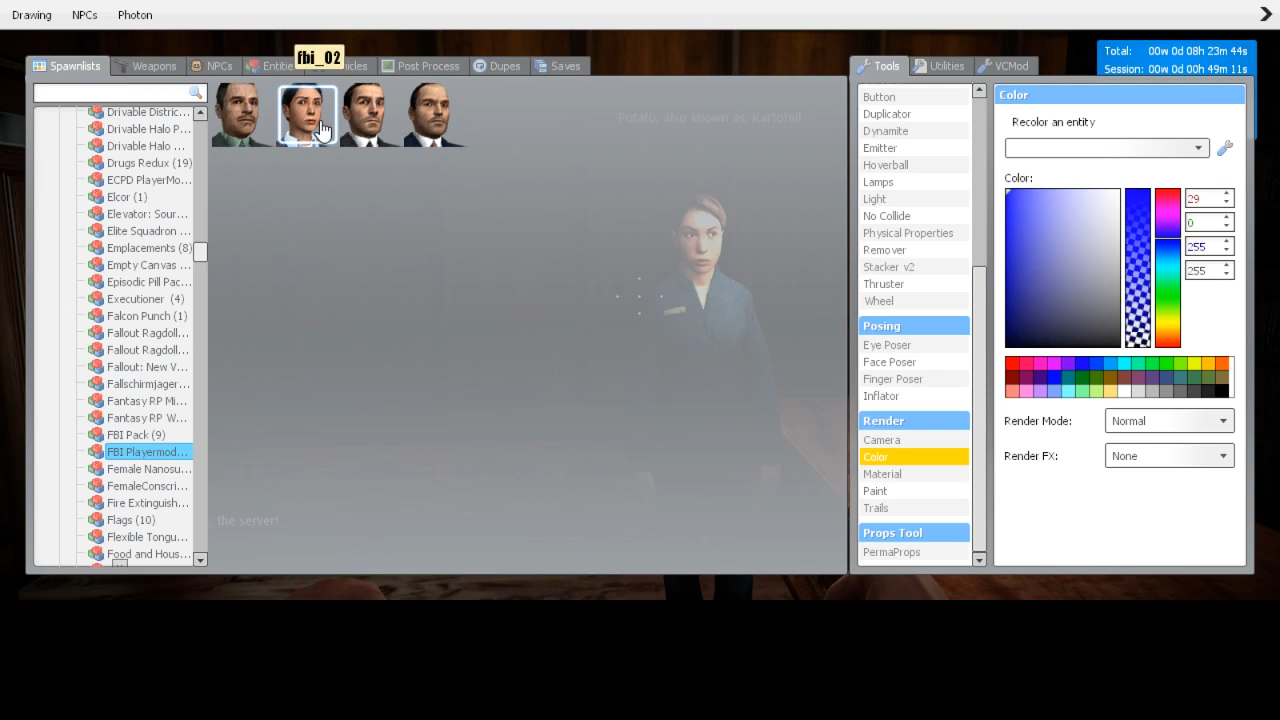 Drawing NPCs Photon
fbi_02
Total: 00w 0d 08h 23m 44s
Session: 00w 0d 00h 49m 11s
Spawnlists Weapons NPCs Entitie icles Post Process Dupes Saves
Tools Utilities VCMod
Drivable Distric...
Drivable Halo P...
Drivable Halo ...
Drugs Redux (19)
ECPD PlayerMo...
Elcor (1)
Elevator: Sour...
Elite Squadron
Emplacements (8)
Empty Canvas ...
Episodic Pill Pac...
Executioner (4)
Falcon Punch (1)
Fallout Ragdoll...
Fallout Ragdoll...
Fallout: New V...
Fallschirmjager...
Fantasy RP Mi...
Fantasy RP W...
FBI Pack (9)
FBI Playermod...
Female Nanosu...
FemaleConscri...
Fire Extinguish...
Flags (10)
Flexible Tongu...
Food and Hous...
Potato, also known as, Kartofell
the server!
Button
Duplicator
Dynamite
Emitter
Hoverball
Lamps
Light
No Collide
Physical Properties
Remover
Stacker v2
Thruster
Wheel
Posing
Eye Poser
Face Poser
Finger Poser
Inflator
Render
Camera
Color
Material
Paint
Trails
Props Tool
PermaProps
Color
Recolor an entity
Color:
29
0
255
255
Render Mode: Normal
Render FX: None